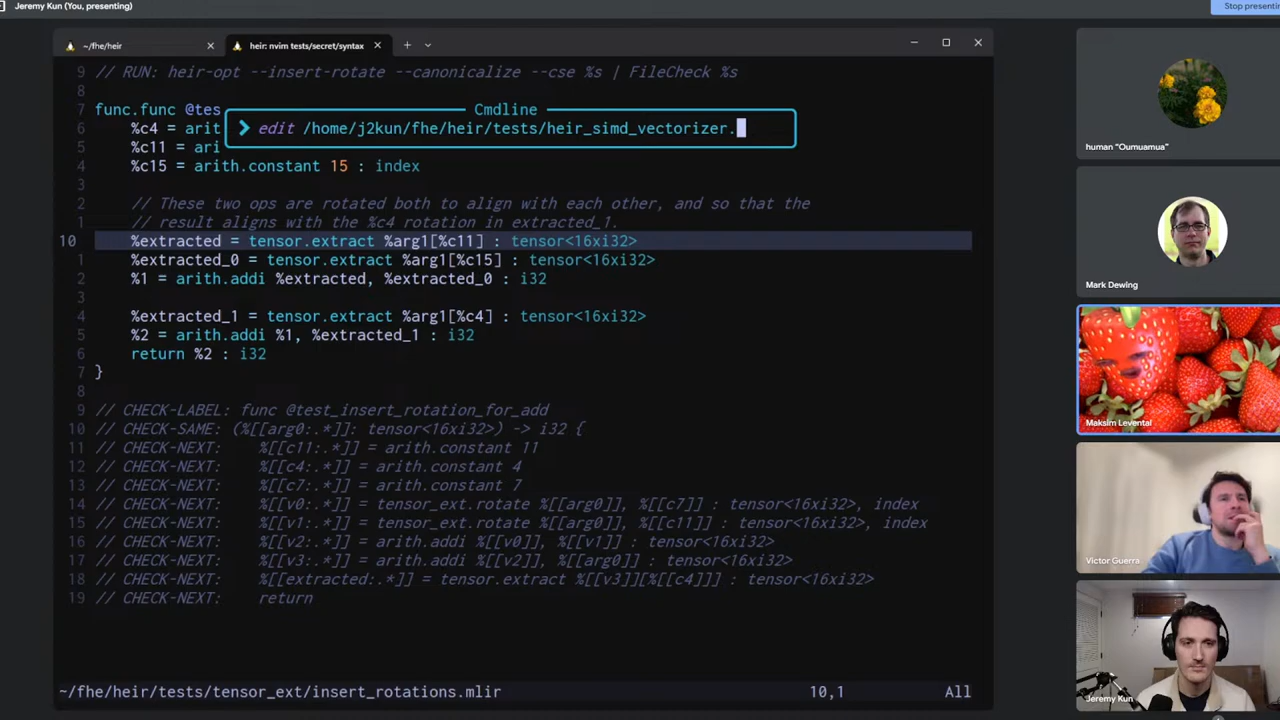 Jeremy Kun (You, presenting)
Stop presenting
~/fhe/heir
heir: nvim tests/secret/syntax
9 // RUN: heir-opt --insert-rotate --canonicalize --cse %s | FileCheck %s
8
7 func.func @tes
Cmdline
6 %c4 = arit
edit /home/j2kun/fhe/heir/tests/heir_simd_vectorizer.
5 %c11 = ari
4 %c15 = arith.constant 15 : index
3
2 // These two ops are rotated both to align with each other, and so that the
1 // result aligns with the %c4 rotation in extracted_1.
10 %extracted = tensor.extract %arg1[%c11] : tensor<16xi32>
1 %extracted_0 = tensor.extract %arg1[%c15] : tensor<16xi32>
2 %1 = arith.addi %extracted, %extracted_0 : i32
3
4 %extracted_1 = tensor.extract %arg1[%c4] : tensor<16xi32>
5 %2 = arith.addi %1, %extracted_1 : i32
6 return %2 : i32
7 }
8
9 // CHECK-LABEL: func @test_insert_rotation_for_add
10 // CHECK-SAME: (%[[arg0:.*]]: tensor<16xi32>) -> i32 {
11 // CHECK-NEXT: %[[c11:.*]] = arith.constant 11
12 // CHECK-NEXT: %[[c4:.*]] = arith.constant 4
13 // CHECK-NEXT: %[[c7:.*]] = arith.constant 7
14 // CHECK-NEXT: %[[v0:.*]] = tensor_ext.rotate %[[arg0]], %[[c7]] : tensor<16xi32>, index
15 // CHECK-NEXT: %[[v1:.*]] = tensor_ext.rotate %[[arg0]], %[[c11]] : tensor<16xi32>, index
16 // CHECK-NEXT: %[[v2:.*]] = arith.addi %[[v0]], %[[v1]] : tensor<16xi32>
17 // CHECK-NEXT: %[[v3:.*]] = arith.addi %[[v2]], %[[arg0]] : tensor<16xi32>
18 // CHECK-NEXT: %[[extracted:.*]] = tensor.extract %[[v3]][%[[c4]]] : tensor<16xi32>
19 // CHECK-NEXT: return
~/fhe/heir/tests/tensor_ext/insert_rotations.mlir 10,1 All
human "Oumuamua"
Mark Dewing
Maksim Levental
Victor Guerra
Jeremy Kun